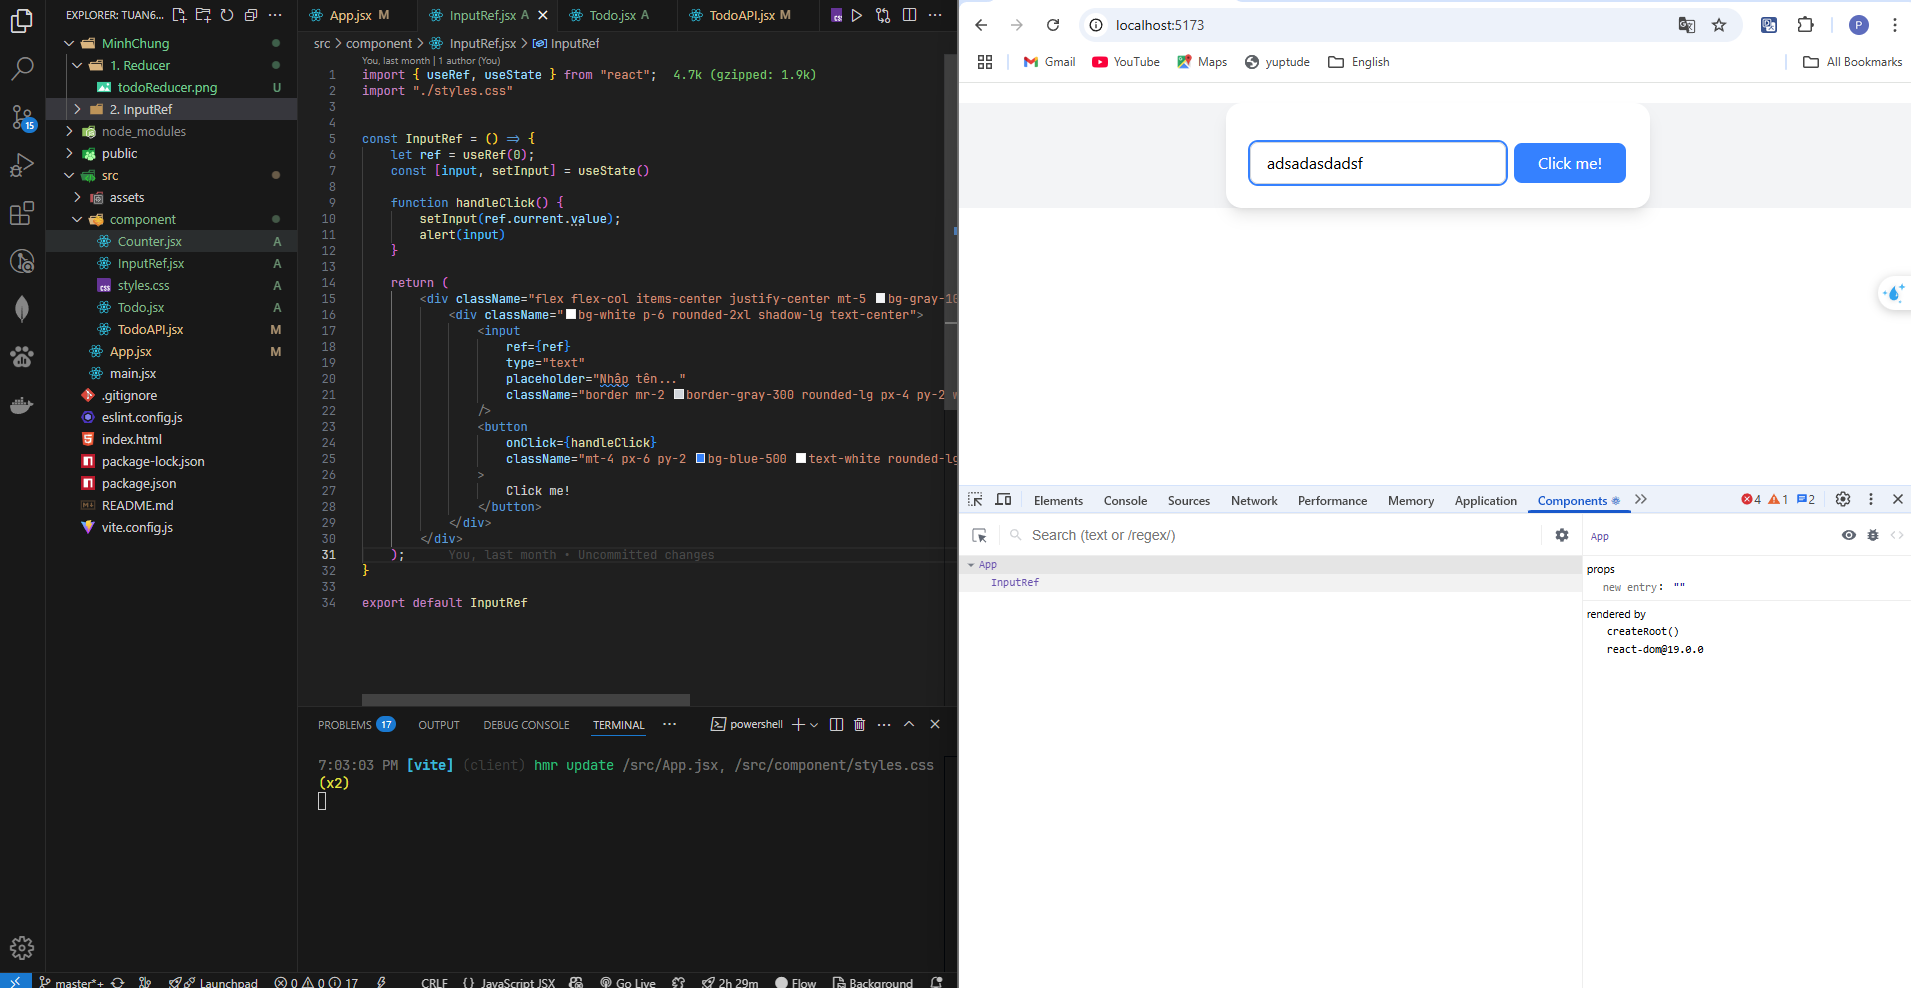 EXPLORER: TUAN6...
MinhChung
1. Reducer
todoReducer.png U
2. InputRef
node_modules
public
src
assets
component
Counter.jsx A
InputRef.jsx A
styles.css A
Todo.jsx A
TodoAPI.jsx M
App.jsx M
main.jsx
.gitignore
eslint.config.js
index.html
package-lock.json
package.json
README.md
vite.config.js
15
App.jsx M
InputRef.jsx A
Todo.jsx A
TodoAPI.jsx M
src > component > InputRef.jsx > InputRef
You, last month | 1 author (You)
1 import { useRef, useState } from "react"; 4.7k (gzipped: 1.9k)
2 import "./styles.css"
3
4
5 const InputRef = () => {
6 let ref = useRef(0);
7 const [input, setInput] = useState()
8
9 function handleClick() {
10 setInput(ref.current.value);
11 alert(input)
12 }
13
14 return (
15 <div className="flex flex-col items-center justify-center mt-5 bg-gray-10
16 <div className="bg-white p-6 rounded-2xl shadow-lg text-center">
17 <input
18 ref={ref}
19 type="text"
20 placeholder="Nhập tên..."
21 className="border mr-2 border-gray-300 rounded-lg px-4 py-2 w
22 />
23 <button
24 onClick={handleClick}
25 className="mt-4 px-6 py-2 bg-blue-500 text-white rounded-lg
26 >
27 Click me!
28 </button>
29 </div>
30 </div>
31 ); You, last month • Uncommitted changes
32 }
33
34 export default InputRef
PROBLEMS 17 OUTPUT DEBUG CONSOLE TERMINAL ... powershell
7:03:03 PM [vite] (client) hmr update /src/App.jsx, /src/component/styles.css
(x2)
master*+ Launchpad 0 0 17 CRLF {} JavaScript JSX Go Live 2h 29m Flow Background
localhost:5173
P
Gmail YouTube Maps yuptude English All Bookmarks
adsadasdadsf
Click me!
Elements Console Sources Network Performance Memory Application Components 4 1 2
Search (text or /regex/)
App
InputRef
App
props
new entry: ""
rendered by
createRoot()
react-dom@19.0.0